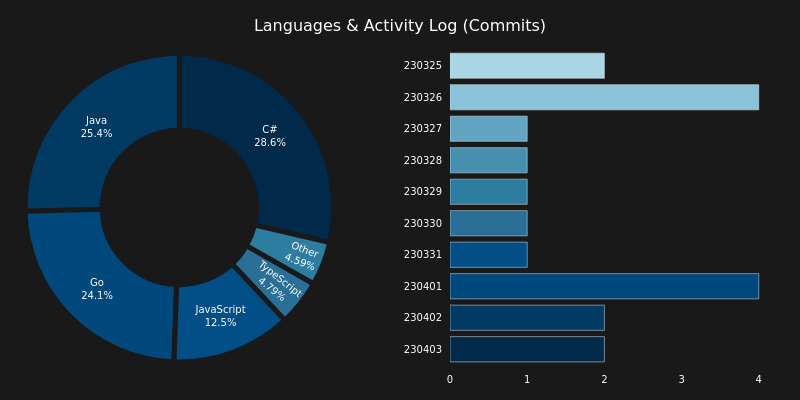 Languages & Activity Log (Commits)
C#
28.6%
Other
4.59%
TypeScript
4.79%
JavaScript
12.5%
Go
24.1%
Java
25.4%
230325
230326
230327
230328
230329
230330
230331
230401
230402
230403
0 1 2 3 4